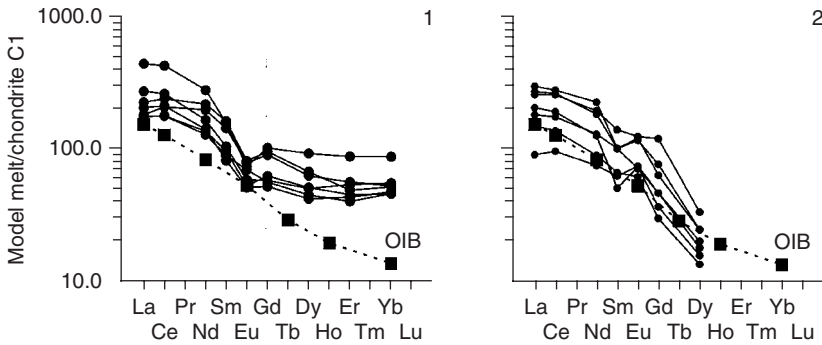 Model melt/chondrite C1
1000.0
100.0
10.0
1
OIB
La Pr Sm Gd Dy Er Yb
Ce Nd Eu Tb Ho Tm Lu
2
OIB
La Pr Sm Gd Dy Er Yb
Ce Nd Eu Tb Ho Tm Lu